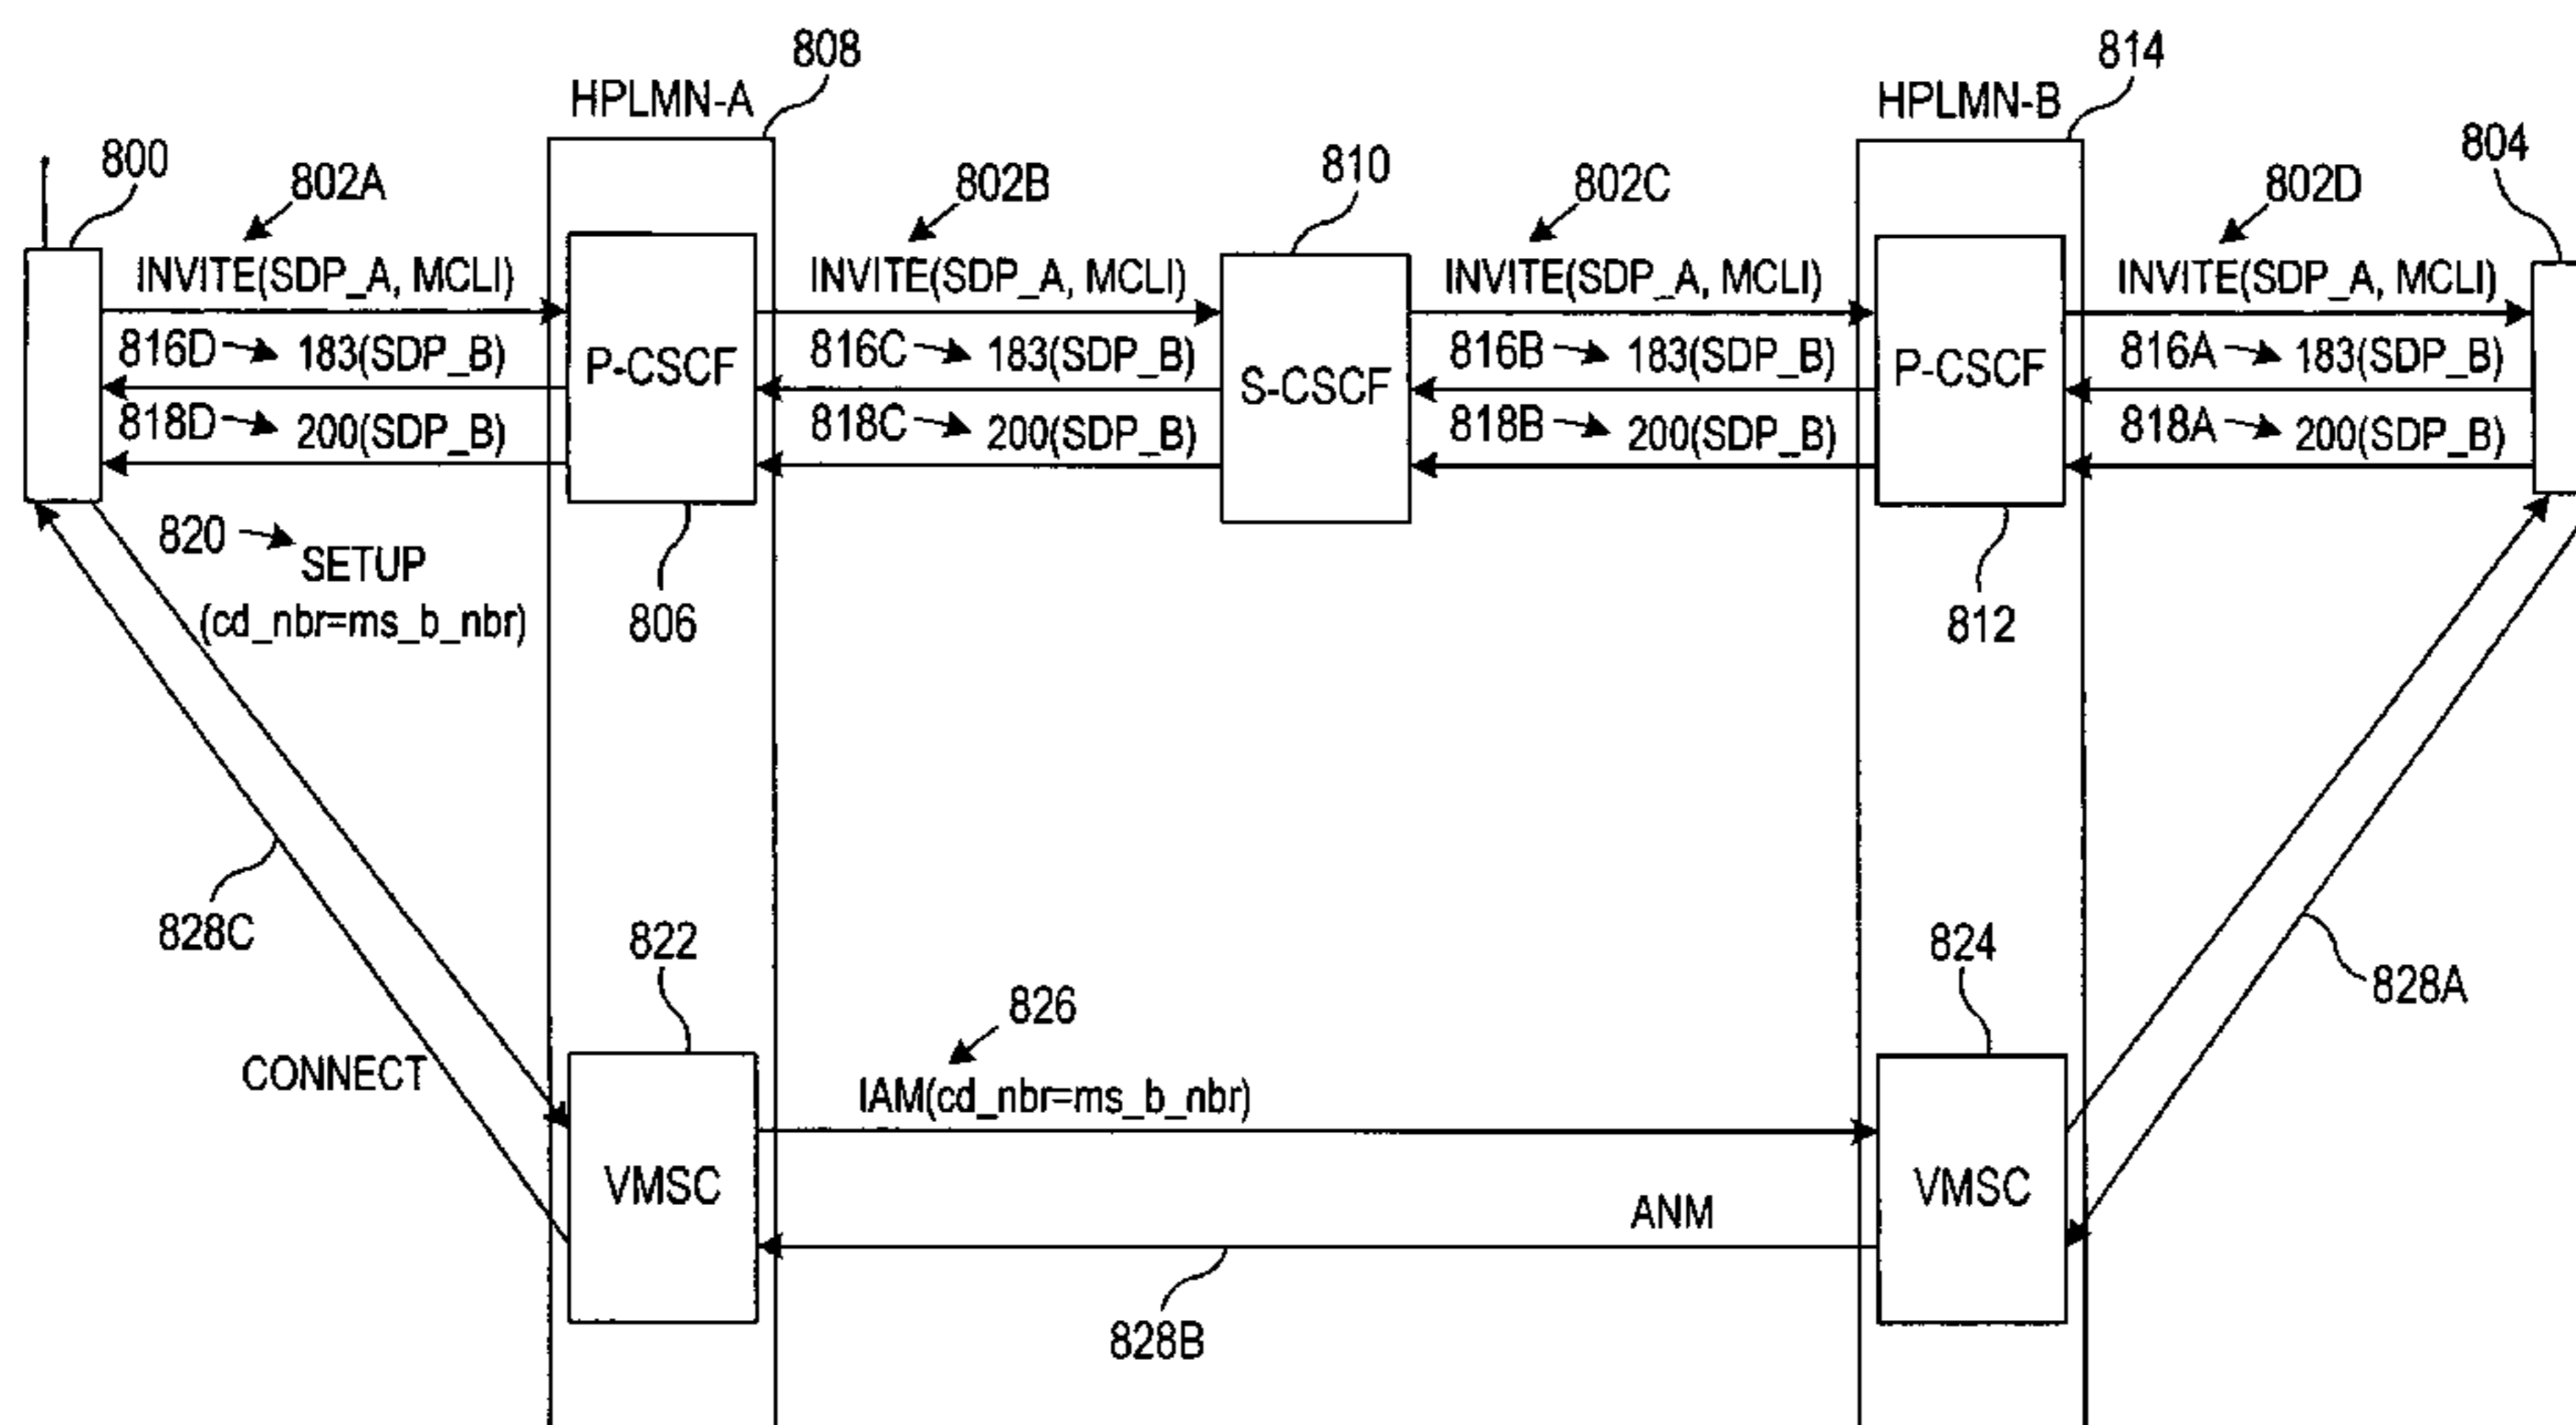 808
814
HPLMN-A
HPLMN-B
800
802A
802B
810
802C
802D
804
INVITE(SDP_A, MCLI)
INVITE(SDP_A, MCLI)
INVITE(SDP_A, MCLI)
INVITE(SDP_A, MCLI)
816D
183(SDP_B)
P-CSCF
816C
183(SDP_B)
S-CSCF
816B
183(SDP_B)
P-CSCF
816A
183(SDP_B)
818D
200(SDP_B)
818C
200(SDP_B)
818B
200(SDP_B)
818A
200(SDP_B)
820
SETUP
(cd_nbr=ms_b_nbr)
806
812
828C
822
824
828A
826
CONNECT
IAM(cd_nbr=ms_b_nbr)
VMSC
VMSC
ANM
828B